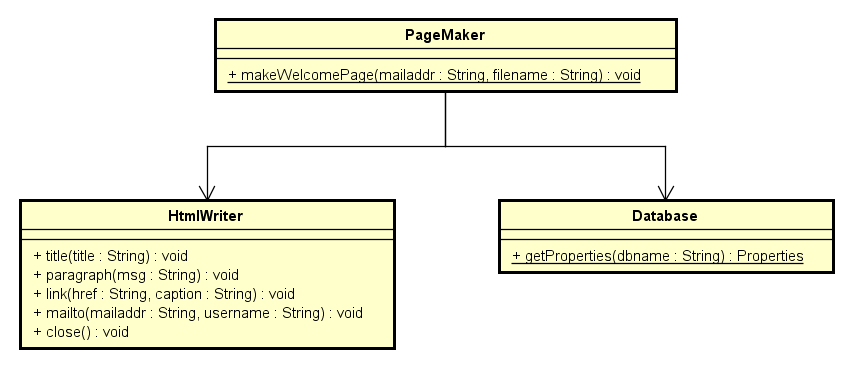 PageMaker
+ makeWelcomePage(mailaddr : String, filename : String) : void
HtmlWriter
+ title(title : String) : void
+ paragraph(msg : String) : void
+ link(href : String, caption : String) : void
+ mailto(mailaddr : String, username : String) : void
+ close() : void
Database
+ getProperties(dbname : String) : Properties